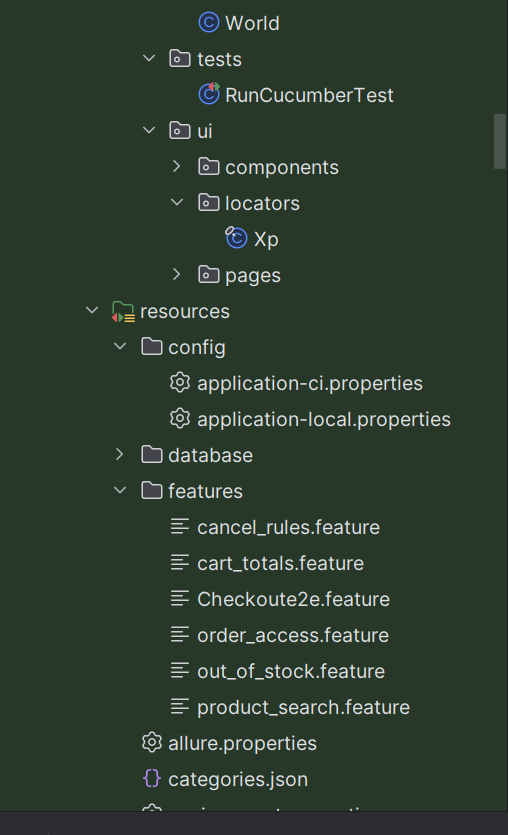 World
tests
RunCucumberTest
ui
components
locators
Xp
pages
resources
config
application-ci.properties
application-local.properties
database
features
cancel_rules.feature
cart_totals.feature
Checkoute2e.feature
order_access.feature
out_of_stock.feature
product_search.feature
allure.properties
categories.json